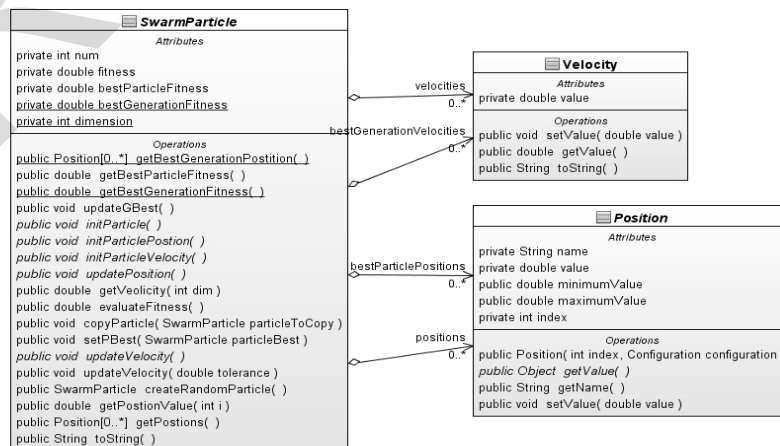 SwarmParticle
Attributes
private int num
private double fitness
private double bestParticleFitness
private double bestGenerationFitness
private int dimension
Operations
public Position[0..*] getBestGenerationPostition( )
public double getBestParticleFitness( )
public double getBestGenerationFitness( )
public void updateGBest( )
public void initParticle( )
public void initParticlePostion( )
public void initParticleVelocity( )
public void updatePosition( )
public double getVeolicity( int dim )
public double evaluateFitness( )
public void copyParticle( SwarmParticle particleToCopy )
public void setPBest( SwarmParticle particleBest )
public void updateVelocity( )
public void updateVelocity( double tolerance )
public SwarmParticle createRandomParticle( )
public double getPostionValue( int i )
public Position[0..*] getPostions( )
public String toString( )
velocities
0..*
bestGenerationVelocities
0..*
bestParticlePositions
0..*
positions
0..*
Velocity
Attributes
private double value
Operations
public void setValue( double value )
public double getValue( )
public String toString( )
Position
Attributes
private String name
private double value
public double minimumValue
public double maximumValue
private int index
Operations
public Position( int index, Configuration configuration
public Object getValue( )
public String getName( )
public void setValue( double value )